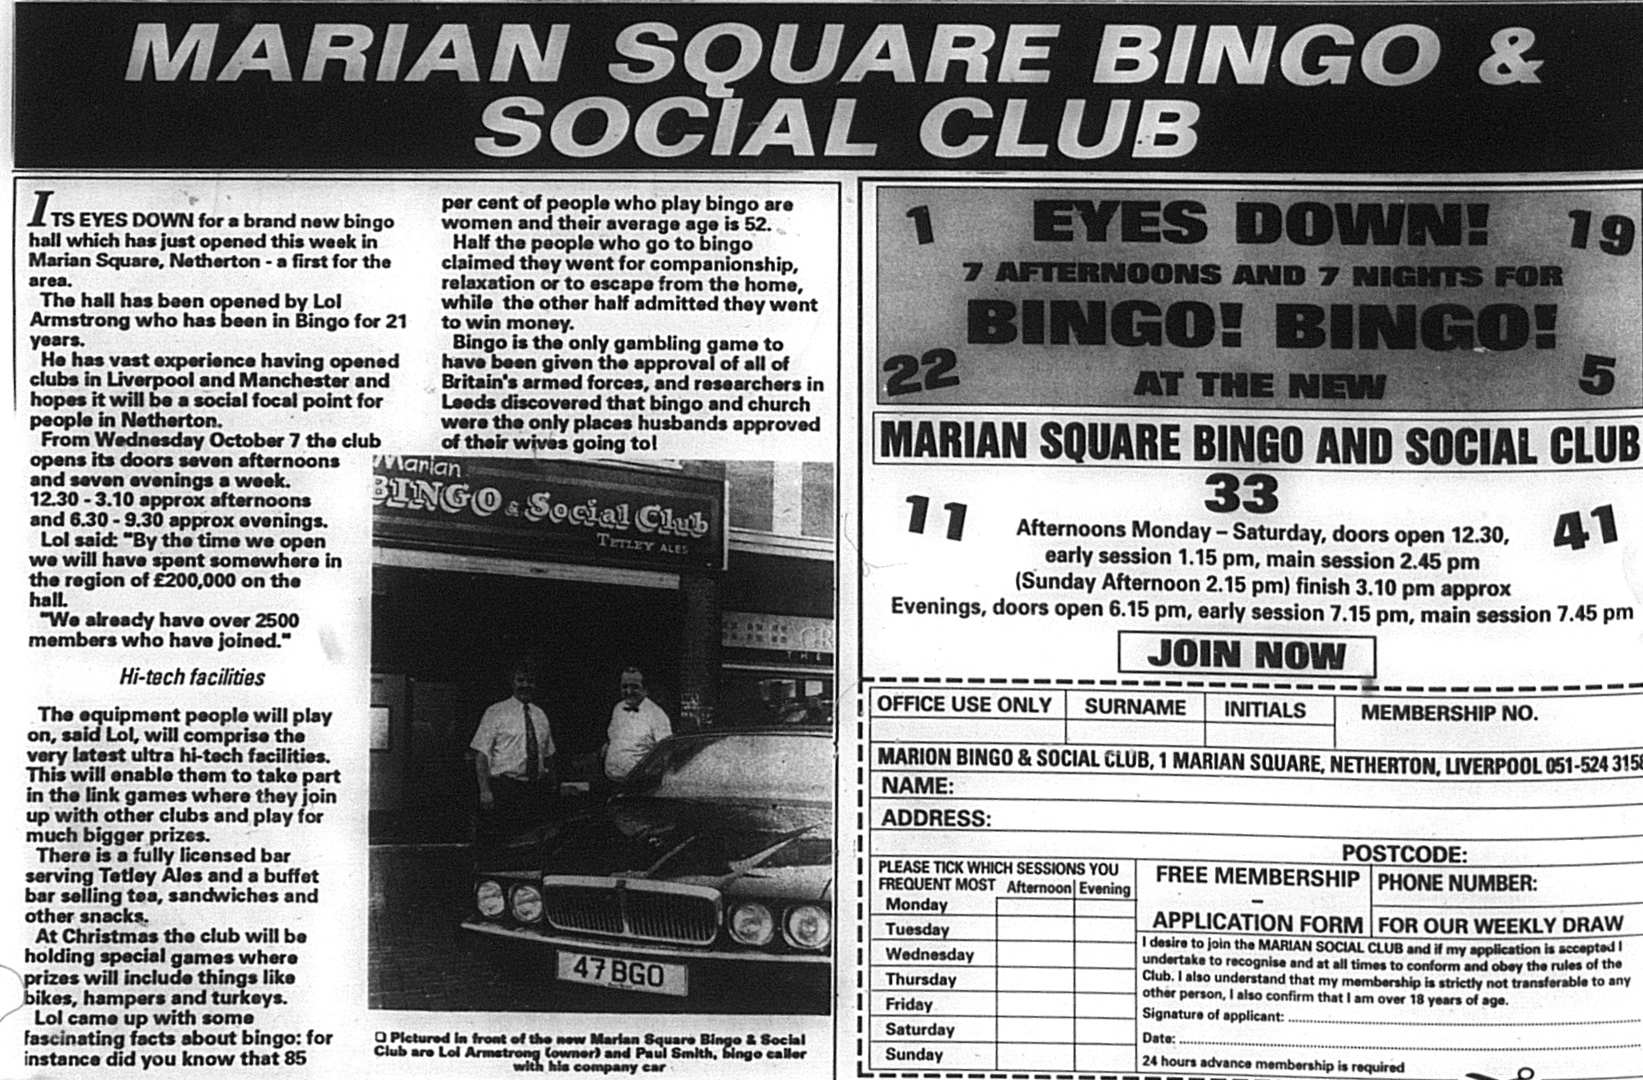 MARIAN SQUARE BINGO &
SOCIAL CLUB
ITS EYES DOWN for a brand new bingo
hall which has just opened this week in
Marian Square, Netherton - a first for the
area.
The hall has been opened by Lol
Armstrong who has been in Bingo for 21
years.
He has vast experience having opened
clubs in Liverpool and Manchester and
hopes it will be a social focal point for
people in Netherton.
From Wednesday October 7 the club
opens its doors seven afternoons
and seven evenings a week.
12.30 - 3.10 approx afternoons
and 6.30 - 9.30 approx evenings.
Lol said: "By the time we open
we will have spent somewhere in
the region of £200,000 on the
hall.
"We already have over 2500
members who have joined."
Hi-tech facilities
The equipment people will play
on, said Lol, will comprise the
very latest ultra hi-tech facilities.
This will enable them to take part
in the link games where they join
up with other clubs and play for
much bigger prizes.
There is a fully licensed bar
serving Tetley Ales and a buffet
bar selling tea, sandwiches and
other snacks.
At Christmas the club will be
holding special games where
prizes will include things like
bikes, hampers and turkeys.
Lol came up with some
fascinating facts about bingo: for
instance did you know that 85
per cent of people who play bingo are
women and their average age is 52.
Half the people who go to bingo
claimed they went for companionship,
relaxation or to escape from the home,
while the other half admitted they went
to win money.
Bingo is the only gambling game to
have been given the approval of all of
Britain's armed forces, and researchers in
Leeds discovered that bingo and church
were the only places husbands approved
of their wives going to!
Marian
BINGO & Social Club
TETLEY ALES
47 BGO
❏ Pictured in front of the new Marian Square Bingo & Social
Club are Lol Armstrong (owner) and Paul Smith, bingo caller
with his company car
1 EYES DOWN! 19
7 AFTERNOONS AND 7 NIGHTS FOR
BINGO! BINGO!
22 AT THE NEW 5
MARIAN SQUARE BINGO AND SOCIAL CLUB
11 33 41
Afternoons Monday – Saturday, doors open 12.30,
early session 1.15 pm, main session 2.45 pm
(Sunday Afternoon 2.15 pm) finish 3.10 pm approx
Evenings, doors open 6.15 pm, early session 7.15 pm, main session 7.45 pm
JOIN NOW
OFFICE USE ONLY SURNAME INITIALS MEMBERSHIP NO.
MARION BINGO & SOCIAL CLUB, 1 MARIAN SQUARE, NETHERTON, LIVERPOOL 051-524 3158
NAME:
ADDRESS:
POSTCODE:
PLEASE TICK WHICH SESSIONS YOU
FREQUENT MOST Afternoon Evening
Monday
Tuesday
Wednesday
Thursday
Friday
Saturday
Sunday
FREE MEMBERSHIP
–
APPLICATION FORM
PHONE NUMBER:
FOR OUR WEEKLY DRAW
I desire to join the MARIAN SOCIAL CLUB and if my application is accepted I
undertake to recognise and at all times to conform and obey the rules of the
Club. I also understand that my membership is strictly not transferable to any
other person, I also confirm that I am over 18 years of age.
Signature of applicant:
Date:
24 hours advance membership is required